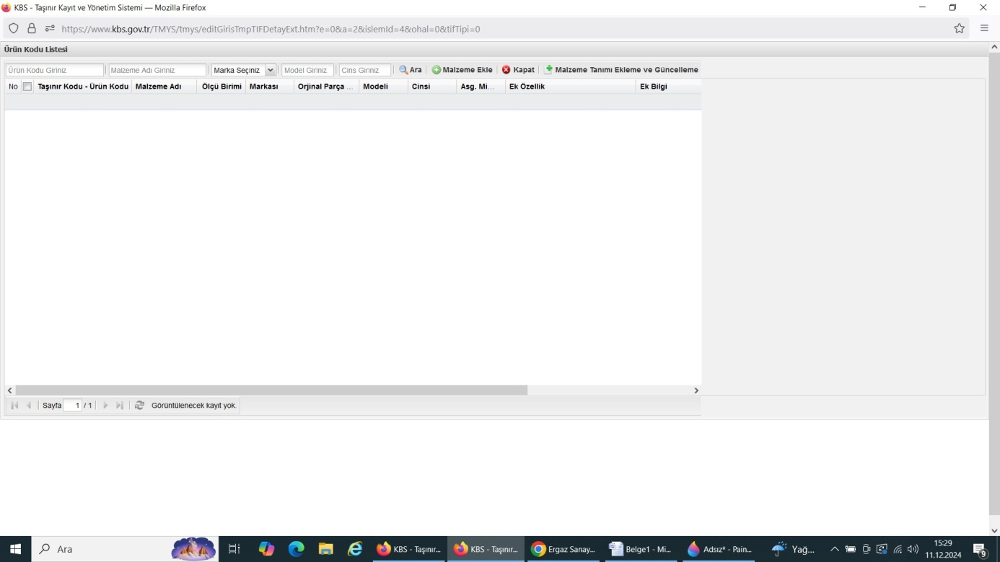 KBS - Taşınır Kayıt ve Yönetim Sistemi — Mozilla Firefox
https://www.kbs.gov.tr/TMYS/tmys/editGirisTmpTIFDetayExt.htm?e=0&a=2&islemId=4&ohal=0&tifTipi=0
Ürün Kodu Listesi
Ürün Kodu Giriniz Malzeme Adı Giriniz Marka Seçiniz Model Giriniz Cins Giriniz Ara Malzeme Ekle Kapat Malzeme Tanımı Ekleme ve Güncelleme
No Taşınır Kodu - Ürün Kodu Malzeme Adı Ölçü Birimi Markası Orjinal Parça ... Modeli Cinsi Asg. Mi... Ek Özellik Ek Bilgi
Sayfa 1 / 1 Görüntülenecek kayıt yok.
Ara KBS - Taşınır... KBS - Taşınır... Ergaz Sanay... Belge1 - Mi... Adsız* - Pain... Yağ... 15:29
11.12.2024 9